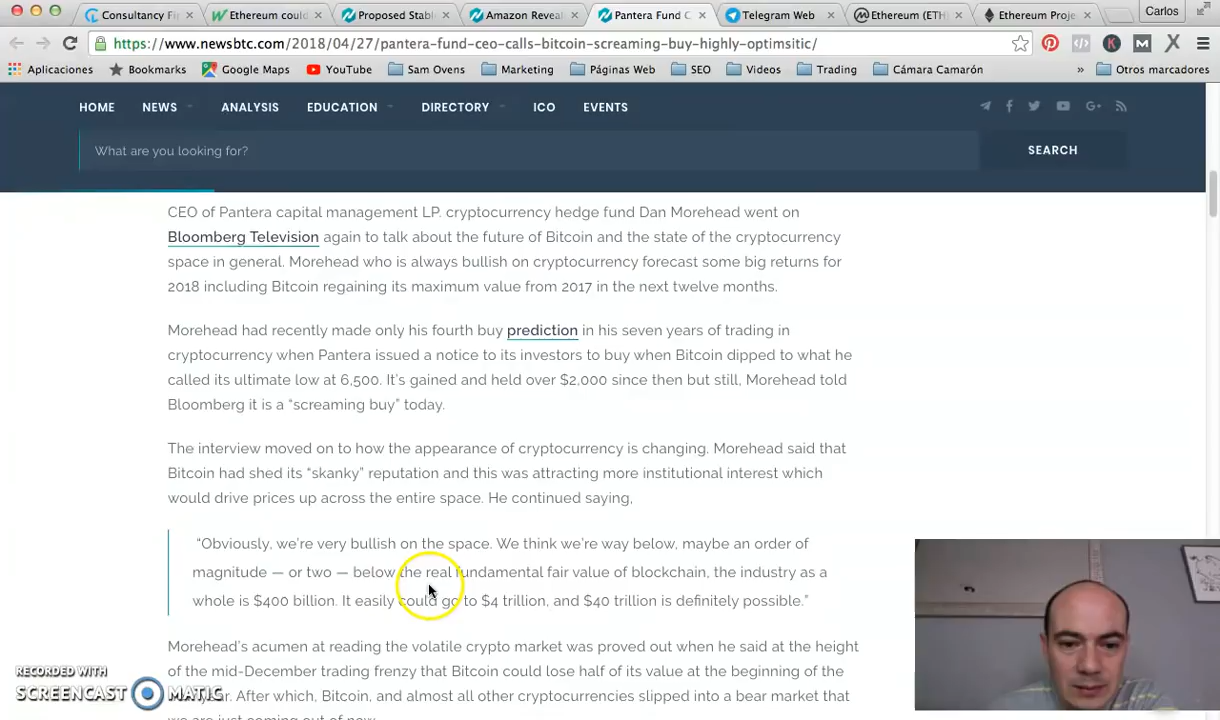 Consultancy Fi
Ethereum coul
Proposed Stabl
Amazon Revea
Pantera Fund C
Telegram Web
Ethereum (ETH
Ethereum Proje
Carlos
https://www.newsbtc.com/2018/04/27/pantera-fund-ceo-calls-bitcoin-screaming-buy-highly-optimsitic/
Aplicaciones
Bookmarks
Google Maps
YouTube
Sam Ovens
Marketing
Páginas Web
SEO
Videos
Trading
Cámara Camarón
»
Otros marcadores
HOME
NEWS
ANALYSIS
EDUCATION
DIRECTORY
ICO
EVENTS
What are you looking for?
SEARCH
CEO of Pantera capital management LP. cryptocurrency hedge fund Dan Morehead went on
Bloomberg Television again to talk about the future of Bitcoin and the state of the cryptocurrency
space in general. Morehead who is always bullish on cryptocurrency forecast some big returns for
2018 including Bitcoin regaining its maximum value from 2017 in the next twelve months.
Morehead had recently made only his fourth buy prediction in his seven years of trading in
cryptocurrency when Pantera issued a notice to its investors to buy when Bitcoin dipped to what he
called its ultimate low at 6,500. It's gained and held over $2,000 since then but still, Morehead told
Bloomberg it is a “screaming buy” today.
The interview moved on to how the appearance of cryptocurrency is changing. Morehead said that
Bitcoin had shed its “skanky” reputation and this was attracting more institutional interest which
would drive prices up across the entire space. He continued saying,
“Obviously, we're very bullish on the space. We think we're way below, maybe an order of
magnitude — or two — below the real fundamental fair value of blockchain, the industry as a
whole is $400 billion. It easily could go to $4 trillion, and $40 trillion is definitely possible.”
Morehead's acumen at reading the volatile crypto market was proved out when he said at the height
of the mid-December trading frenzy that Bitcoin could lose half of its value at the beginning of the
After which, Bitcoin, and almost all other cryptocurrencies slipped into a bear market that
we are just coming out of now.
RECORDED WITH
SCREENCAST MATIC